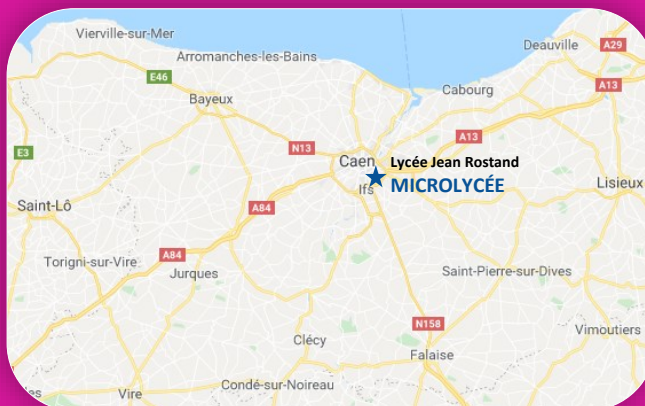 Vierville-sur-Mer
Arromanches-les-Bains
Deauville
A29
E46
Bayeux
Cabourg
A13
A13
N13
E3
Caen
Lycée Jean Rostand
MICROLYCÉE
Ifs
Lisieux
Saint-Lô
A84
A84
Torigni-sur-Vire
Jurques
Saint-Pierre-sur-Dives
N158
Vimoutiers
Clécy
Falaise
Condé-sur-Noireau
Vire
es